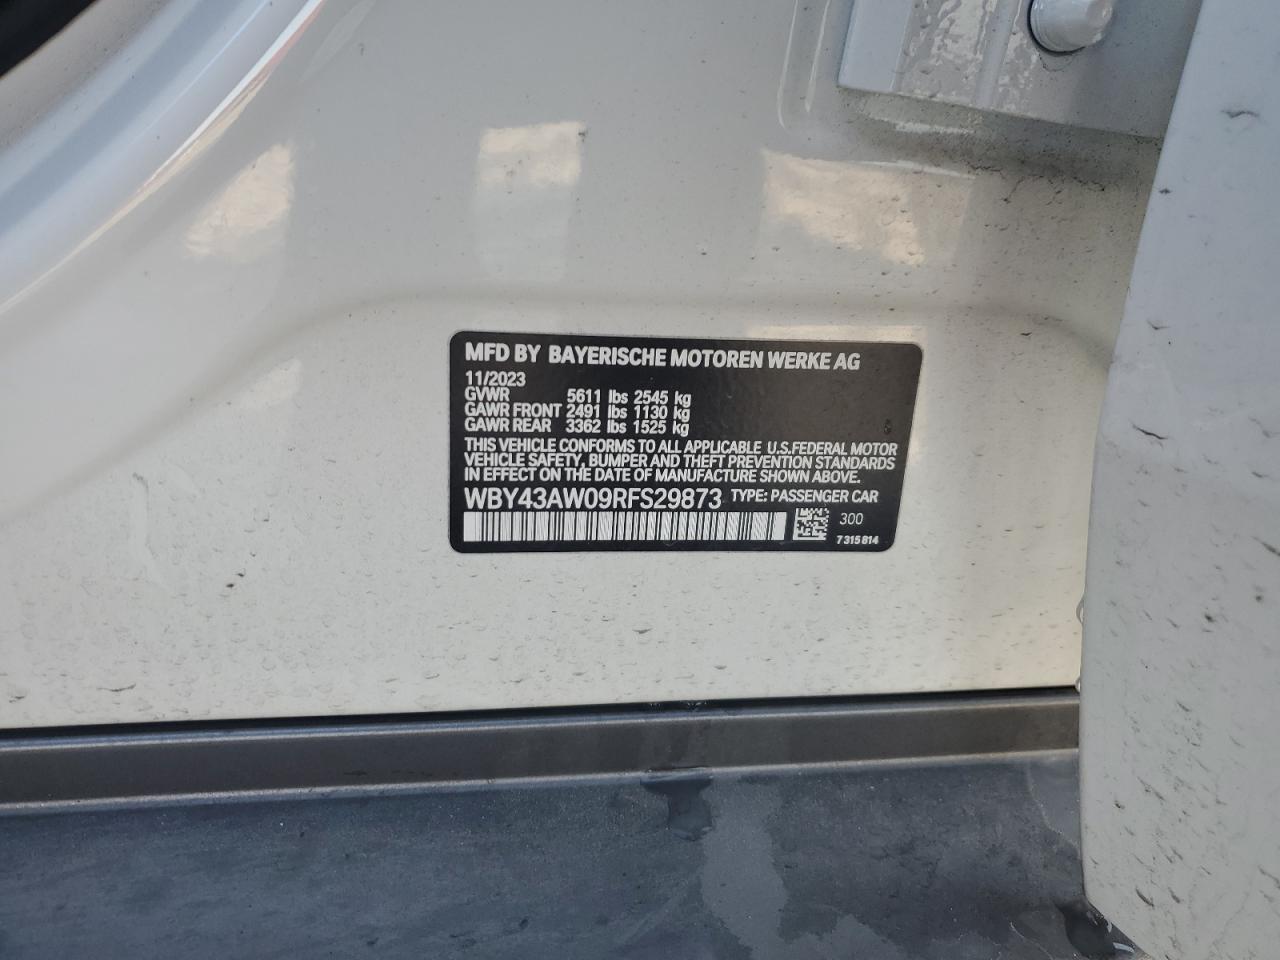 MFD BY BAYERISCHE MOTOREN WERKE AG
11/2023
GVWR 5611 lbs 2545 kg
GAWR FRONT 2491 lbs 1130 kg
GAWR REAR 3362 lbs 1525 kg
THIS VEHICLE CONFORMS TO ALL APPLICABLE U.S.FEDERAL MOTOR
VEHICLE SAFETY, BUMPER AND THEFT PREVENTION STANDARDS
IN EFFECT ON THE DATE OF MANUFACTURE SHOWN ABOVE.
WBY43AW09RFS29873 TYPE: PASSENGER CAR
300
7 315 814